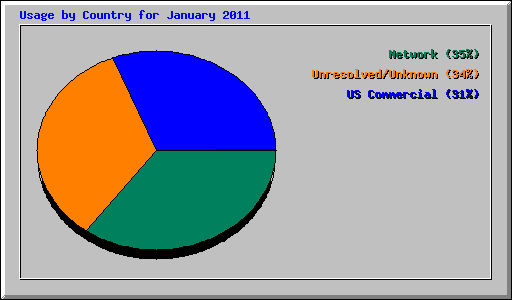 Usage by Country for January 2011
Network (35%)
Unresolved/Unknown (34%)
US Commercial (31%)